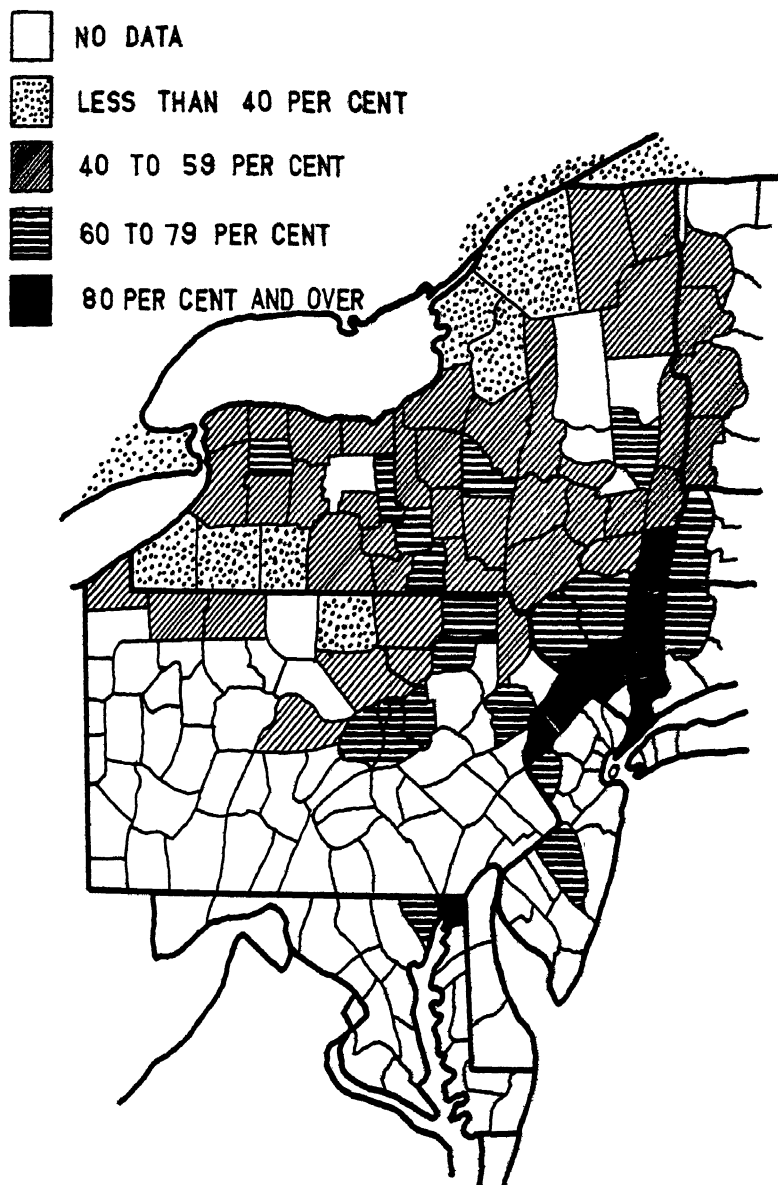 NO DATA
LESS THAN 40 PER CENT
40 TO 59 PER CENT
60 TO 79 PER CENT
80 PER CENT AND OVER